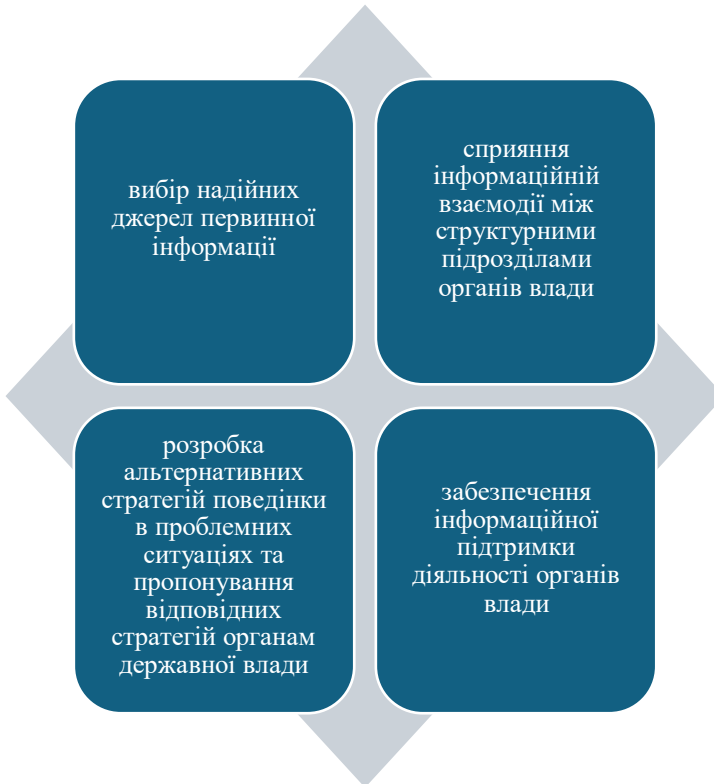 вибір надійних
джерел первинної
інформації
сприяння
інформаційній
взаємодії між
структурними
підрозділами
органів влади
розробка
альтернативних
стратегій поведінки
в проблемних
ситуаціях та
пропонування
відповідних
стратегій органам
державної влади
забезпечення
інформаційної
підтримки
діяльності органів
влади